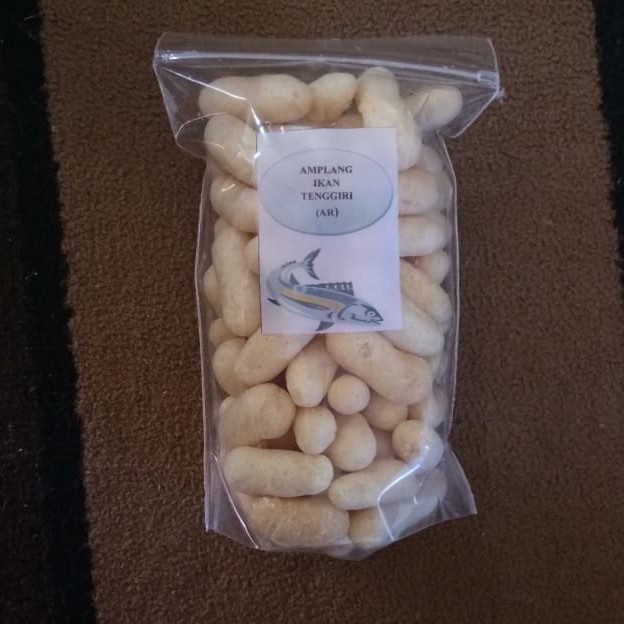 AMPLANG
IKAN
TENGGIRI
(AR)